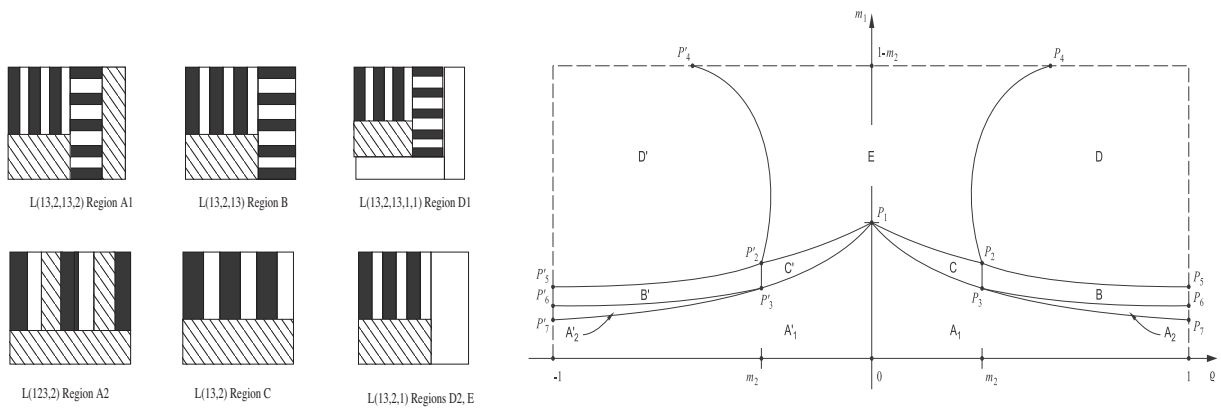 L(13,2,13,2) Region A1
L(13,2,13) Region B
L(13,2,13,1,1) Region D1
L(123,2) Region A2
L(13,2) Region C
L(13,2,1) Regions D2, E
m1
P'4
1-m2
P4
D'
E
D
P1
P'2
P2
C'
C
P'5
P5
P'6
B'
P'3
P3
B
P6
P'7
P7
A'2
A'1
A1
A2
-1
m2
0
m2
1
ϱ